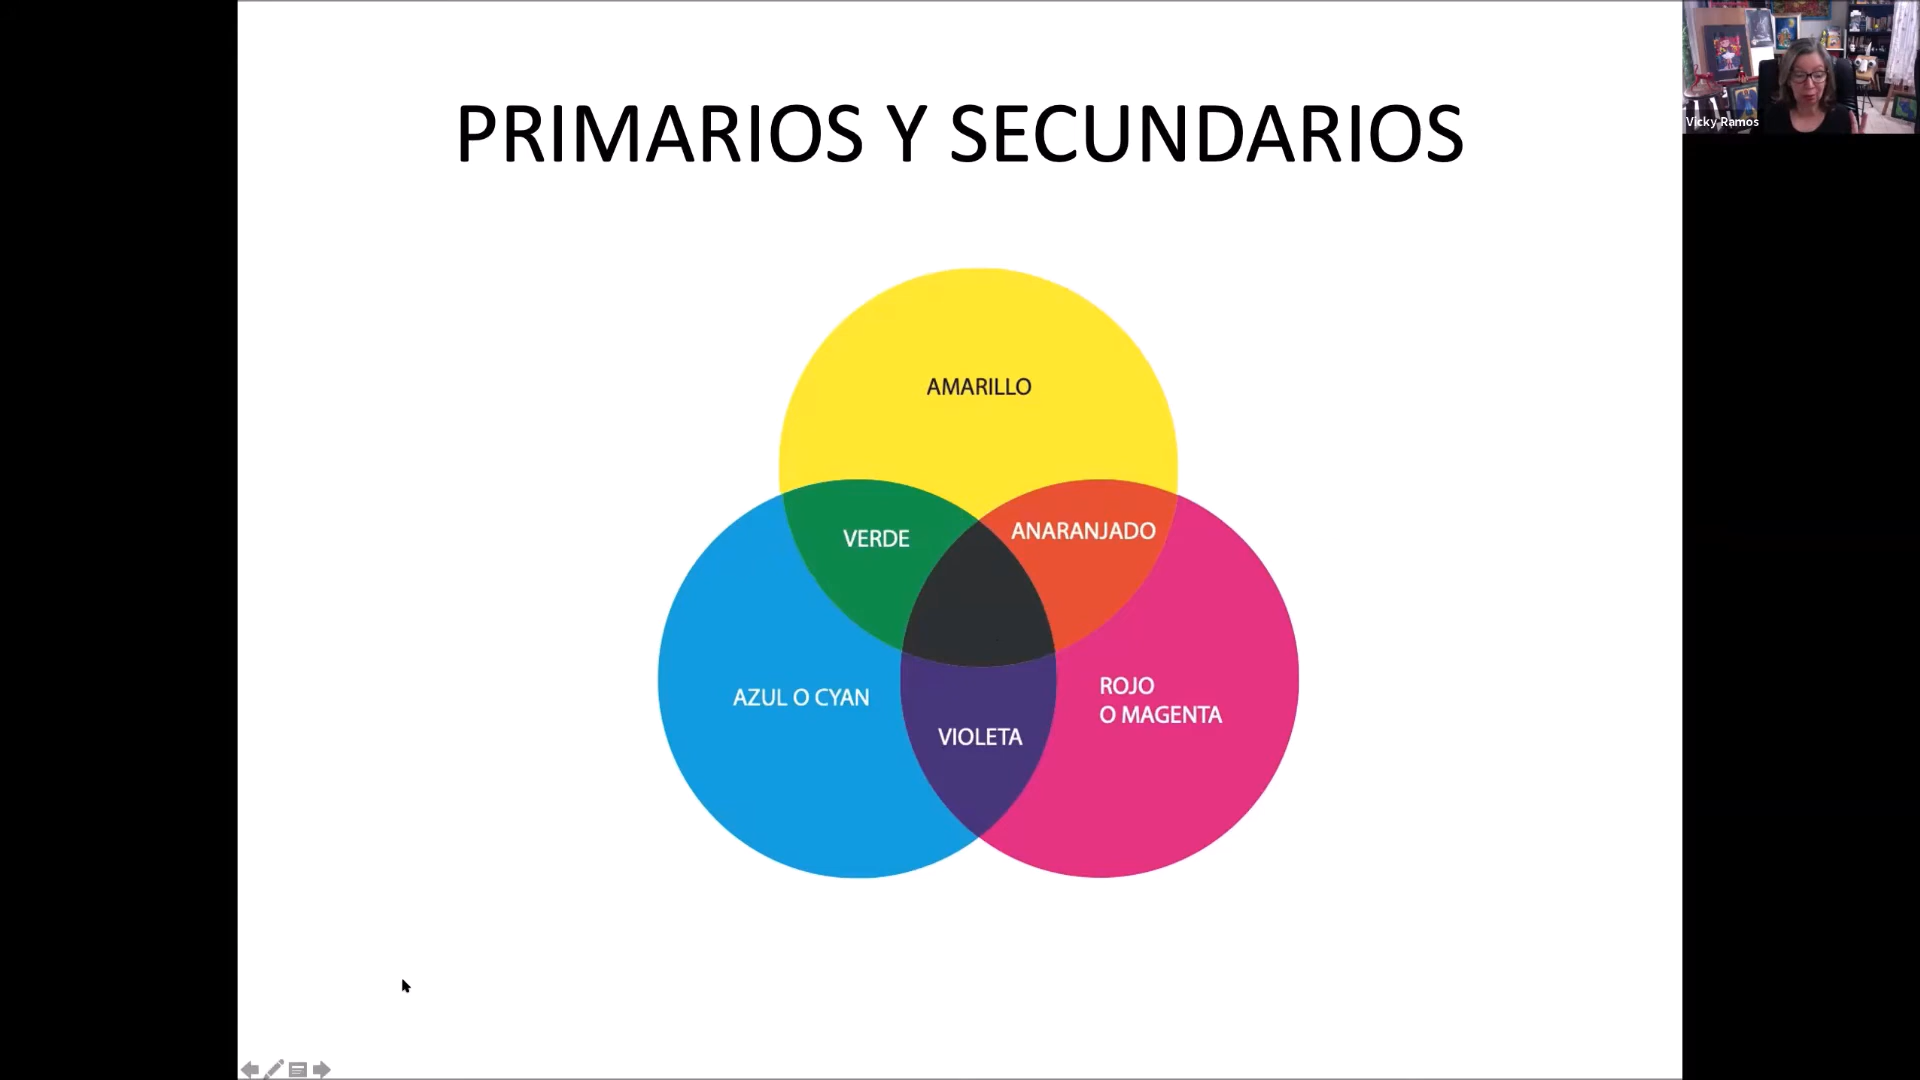 PRIMARIOS Y SECUNDARIOS
Vicky Ramos
AMARILLO
VERDE
ANARANJADO
AZUL O CYAN
ROJO
O MAGENTA
VIOLETA